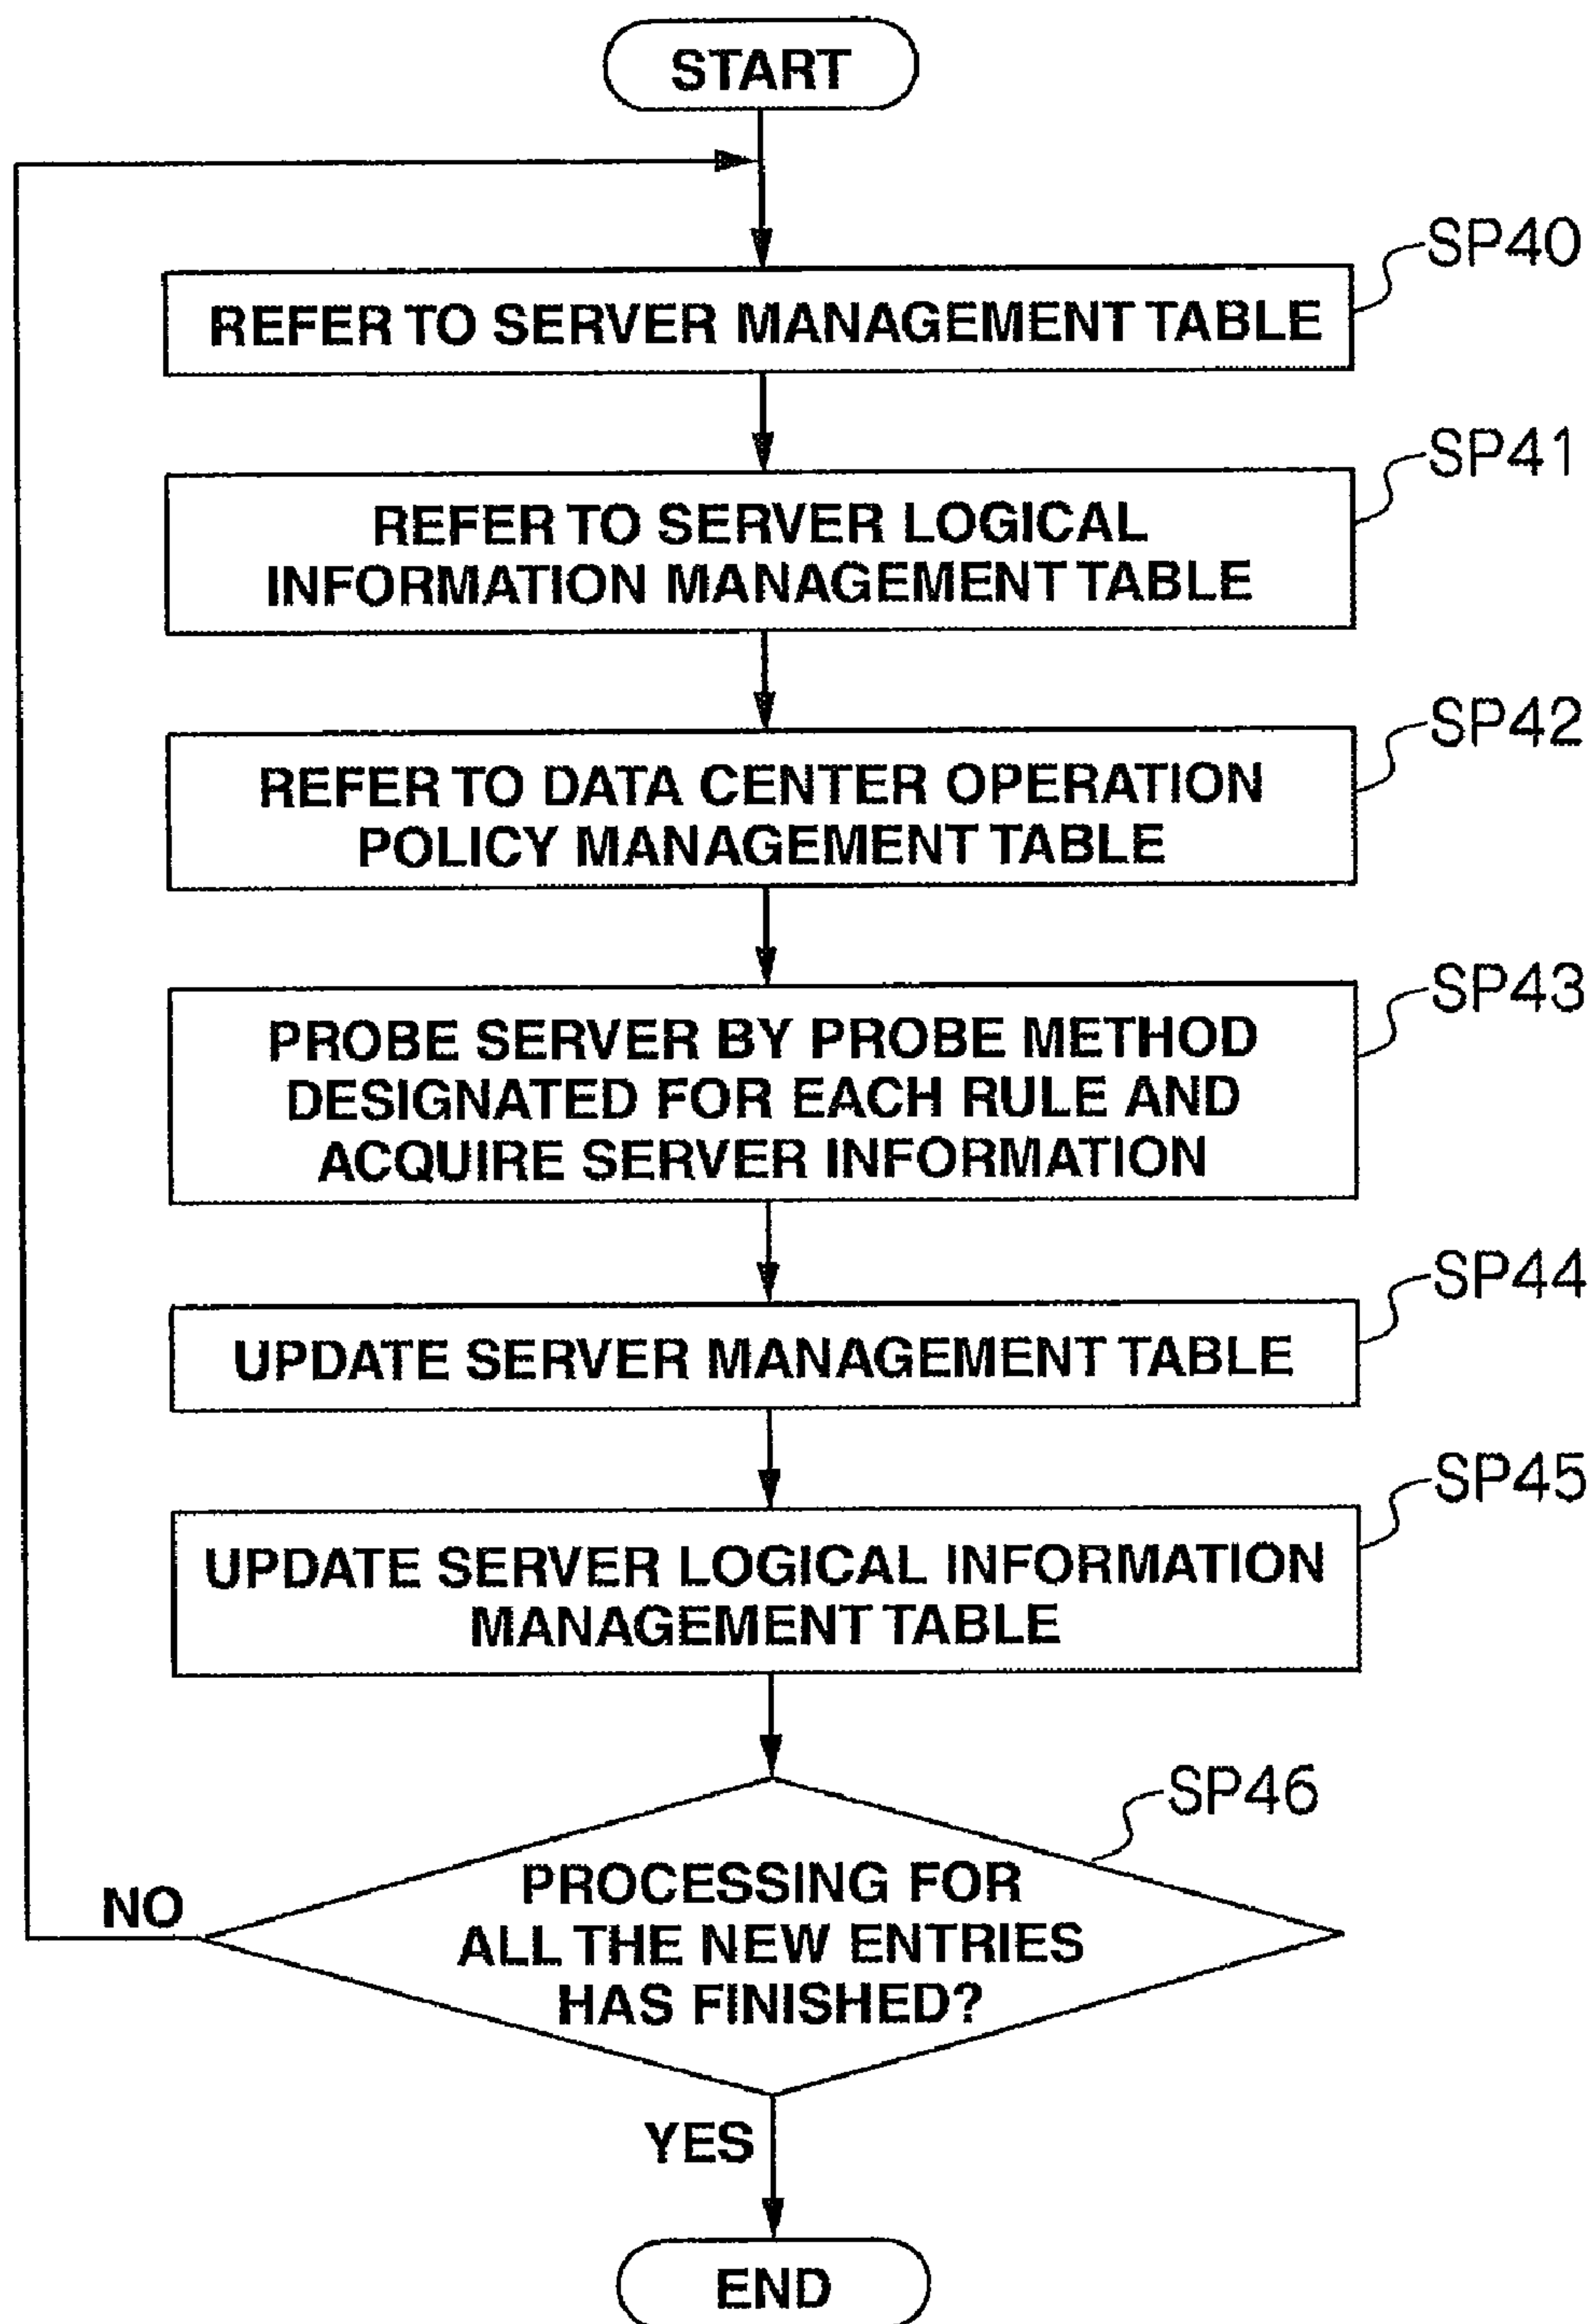 START
SP40
REFER TO SERVER MANAGEMENT TABLE
SP41
REFER TO SERVER LOGICAL
INFORMATION MANAGEMENT TABLE
SP42
REFER TO DATA CENTER OPERATION
POLICY MANAGEMENT TABLE
SP43
PROBE SERVER BY PROBE METHOD
DESIGNATED FOR EACH RULE AND
ACQUIRE SERVER INFORMATION
SP44
UPDATE SERVER MANAGEMENT TABLE
SP45
UPDATE SERVER LOGICAL INFORMATION
MANAGEMENT TABLE
SP46
PROCESSING FOR
ALL THE NEW ENTRIES
HAS FINISHED?
NO
YES
END